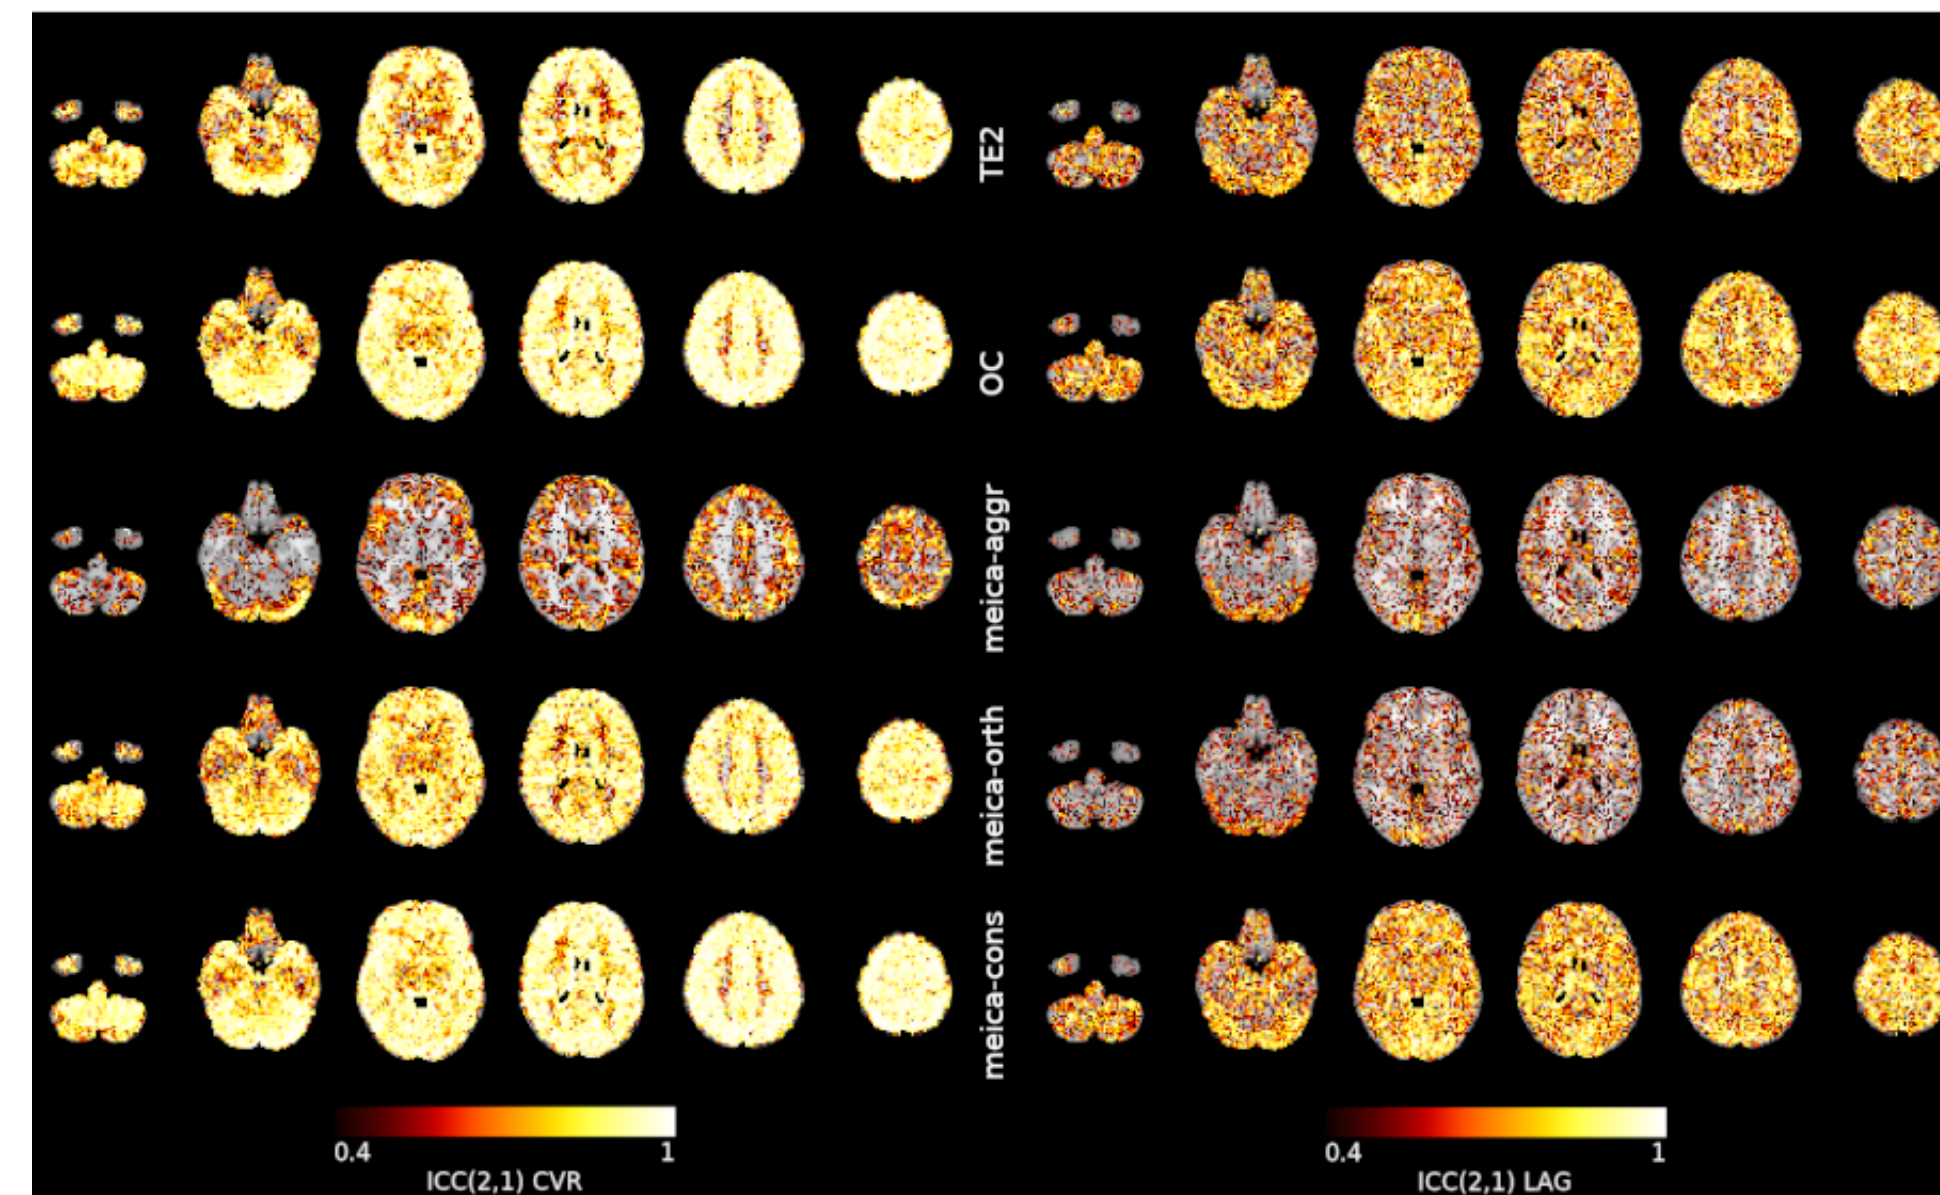 TE2
OC
meica-aggr
meica-orth
meica-cons
0.4 1
ICC(2,1) CVR
0.4 1
ICC(2,1) LAG